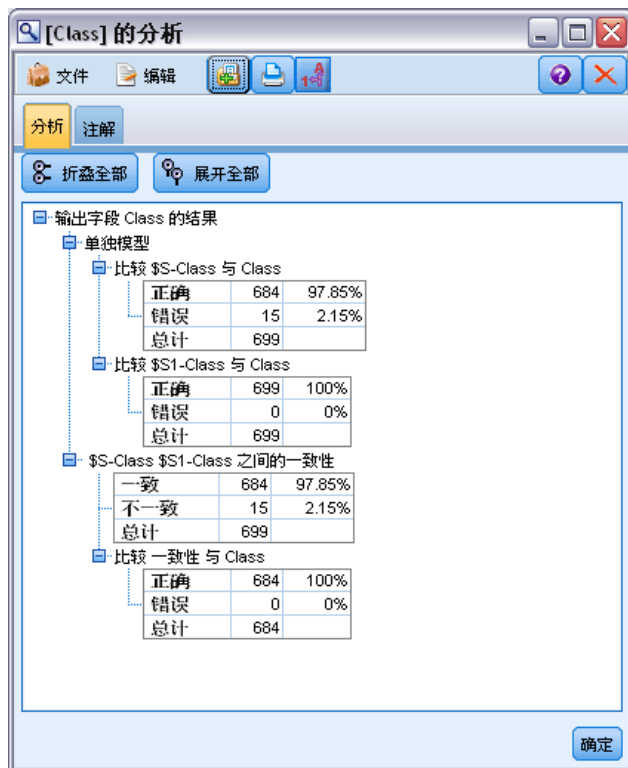 [Class] 的分析
文件 编辑
分析 注解
折叠全部 展开全部
输出字段 Class 的结果
单独模型
比较 $S-Class 与 Class
正确 684 97.85%
错误 15 2.15%
总计 699
比较 $S1-Class 与 Class
正确 699 100%
错误 0 0%
总计 699
$S-Class $S1-Class 之间的一致性
一致 684 97.85%
不一致 15 2.15%
总计 699
比较 一致性 与 Class
正确 684 100%
错误 0 0%
总计 684
确定